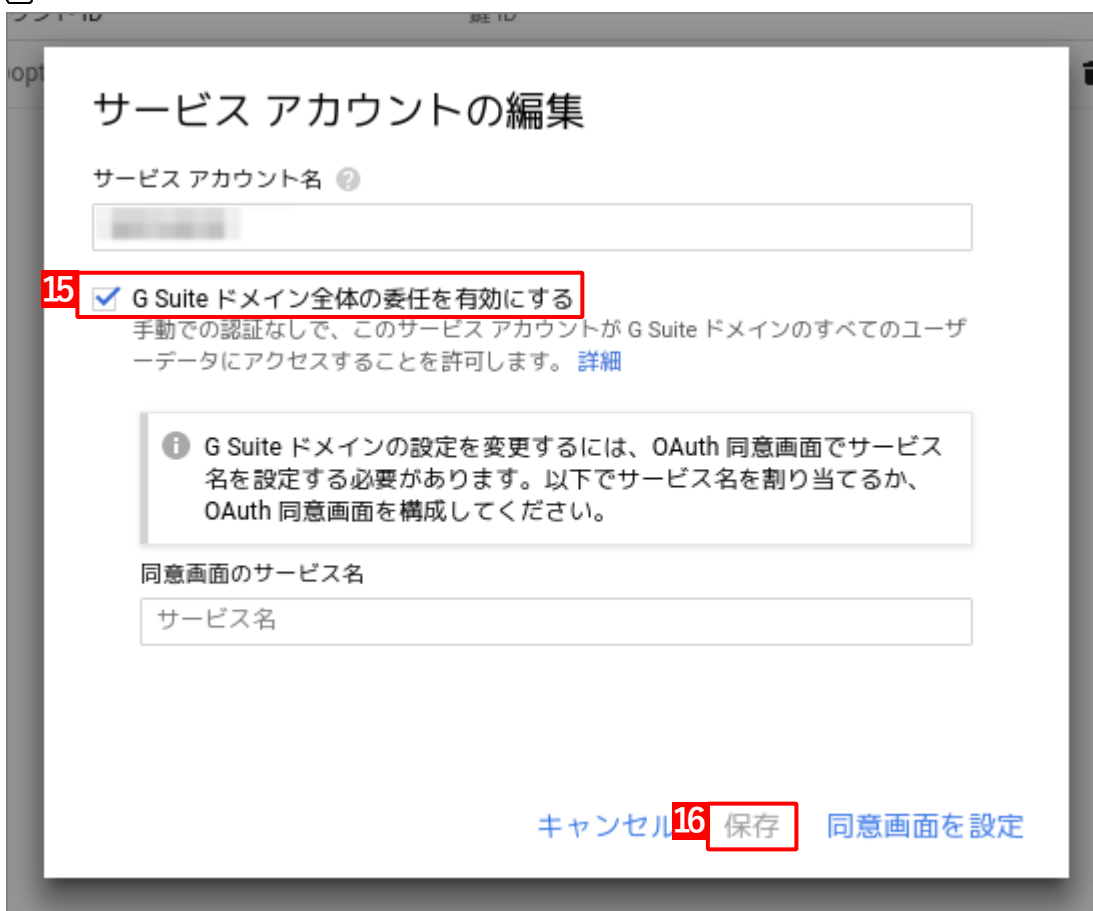 ウント ID
鍵 ID
opt
サービス アカウントの編集
サービス アカウント名 ?
15
G Suite ドメイン全体の委任を有効にする
手動での認証なしで、このサービス アカウントが G Suite ドメインのすべてのユーザ
ーデータにアクセスすることを許可します。 詳細
G Suite ドメインの設定を変更するには、OAuth 同意画面でサービス
名を設定する必要があります。以下でサービス名を割り当てるか、
OAuth 同意画面を構成してください。
同意画面のサービス名
サービス名
キャンセル
16
保存
同意画面を設定